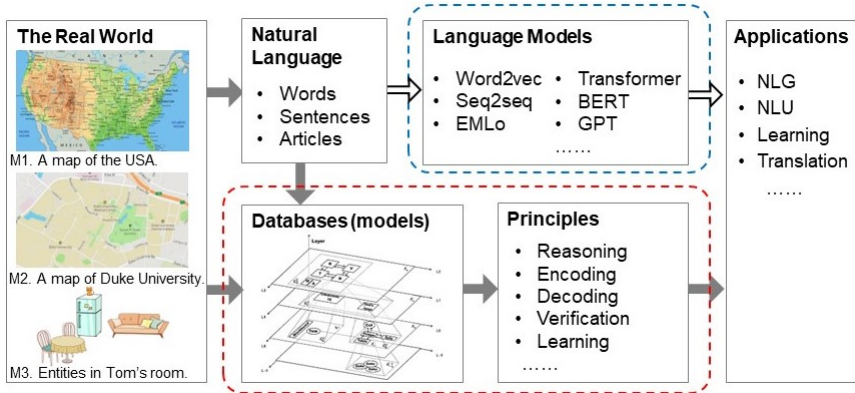 The Real World
M1. A map of the USA.
M2. A map of Duke University.
M3. Entities in Tom's room.
Natural
Language
• Words
• Sentences
• Articles
Language Models
• Word2vec
• Seq2seq
• EMLo
• Transformer
• BERT
• GPT
……
Databases (models)
Layer
Principles
• Reasoning
• Encoding
• Decoding
• Verification
• Learning
……
Applications
• NLG
• NLU
• Learning
• Translation
……